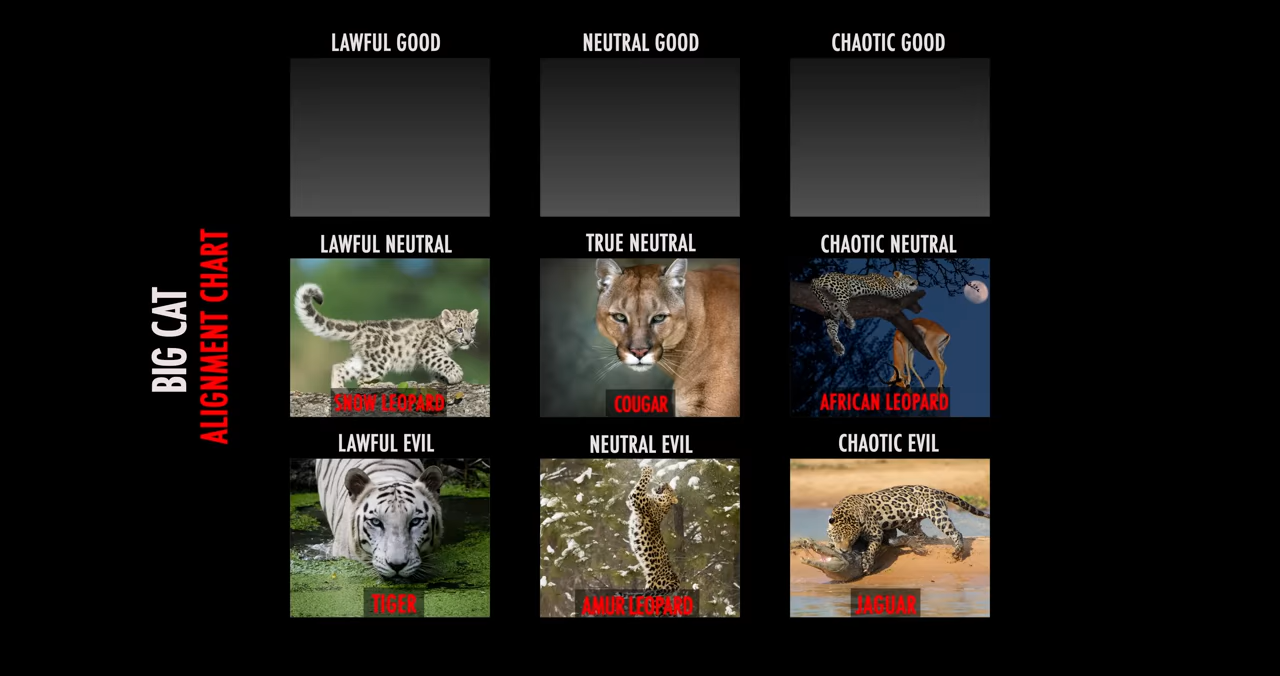 LAWFUL GOOD
NEUTRAL GOOD
CHAOTIC GOOD
BIG CAT
ALIGNMENT CHART
LAWFUL NEUTRAL
TRUE NEUTRAL
CHAOTIC NEUTRAL
SNOW LEOPARD
COUGAR
AFRICAN LEOPARD
LAWFUL EVIL
NEUTRAL EVIL
CHAOTIC EVIL
TIGER
AMUR LEOPARD
JAGUAR